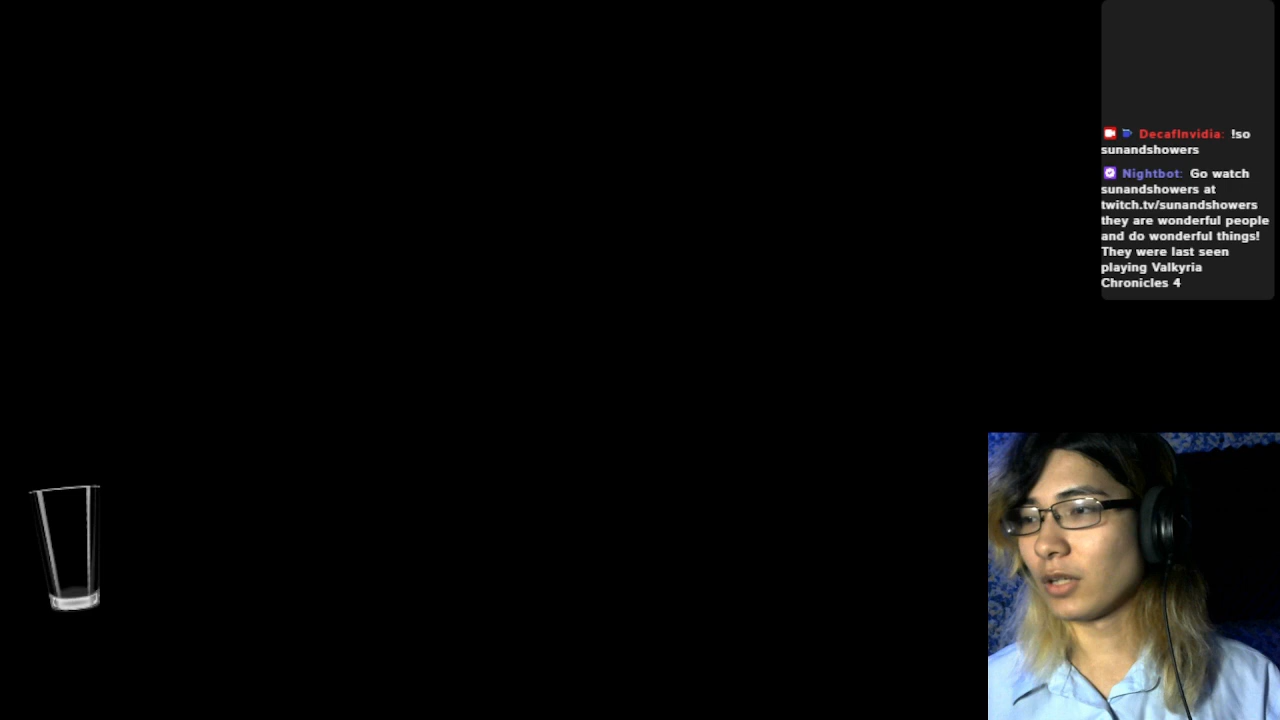 DecafInvidia: !so
sunandshowers
Nightbot: Go watch
sunandshowers at
twitch.tv/sunandshowers
they are wonderful people
and do wonderful things!
They were last seen
playing Valkyria
Chronicles 4